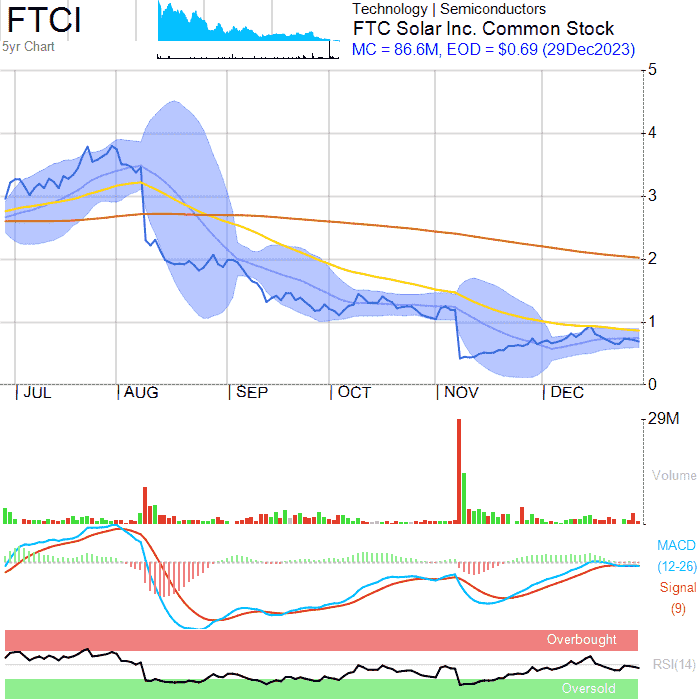 FTCI
5yr Chart
Technology | Semiconductors
FTC Solar Inc. Common Stock
MC = 86.6M, EOD = $0.69 (29Dec2023)
5
4
3
2
1
0
JUL AUG SEP OCT NOV DEC
29M
Volume
MACD
(12-26)
Signal
(9)
Overbought
RSI(14)
Oversold